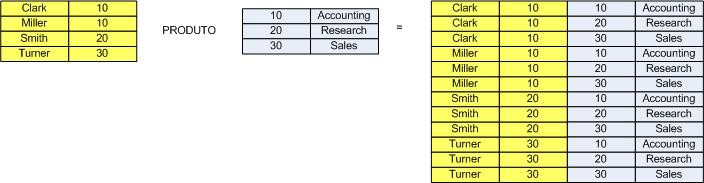 Clark 10
Miller 10
Smith 20
Turner 30
PRODUTO
10 Accounting
20 Research
30 Sales
=
Clark 10 10 Accounting
Clark 10 20 Research
Clark 10 30 Sales
Miller 10 10 Accounting
Miller 10 20 Research
Miller 10 30 Sales
Smith 20 10 Accounting
Smith 20 20 Research
Smith 20 30 Sales
Turner 30 10 Accounting
Turner 30 20 Research
Turner 30 30 Sales